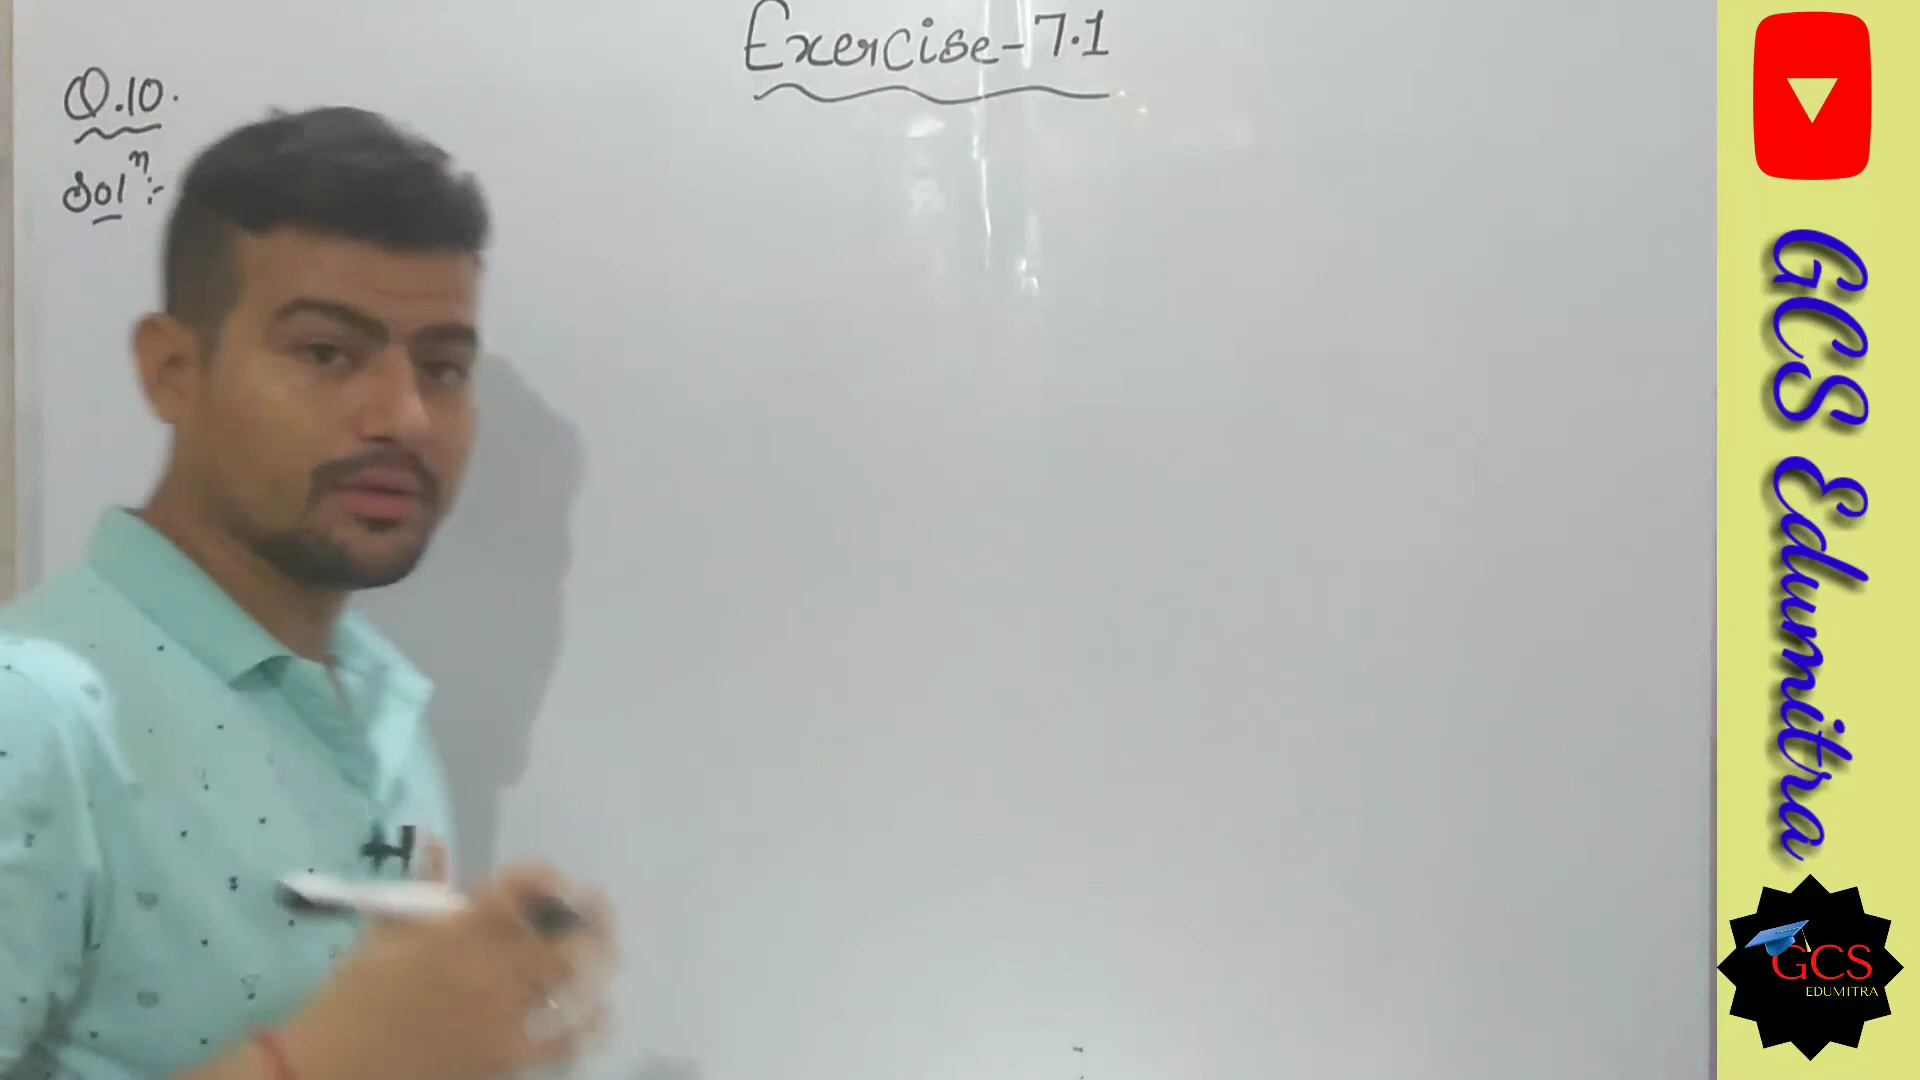 Exercise-7.1
Q.10.
Solⁿ:-
GCS Edumitra
GCS
EDUMITRA